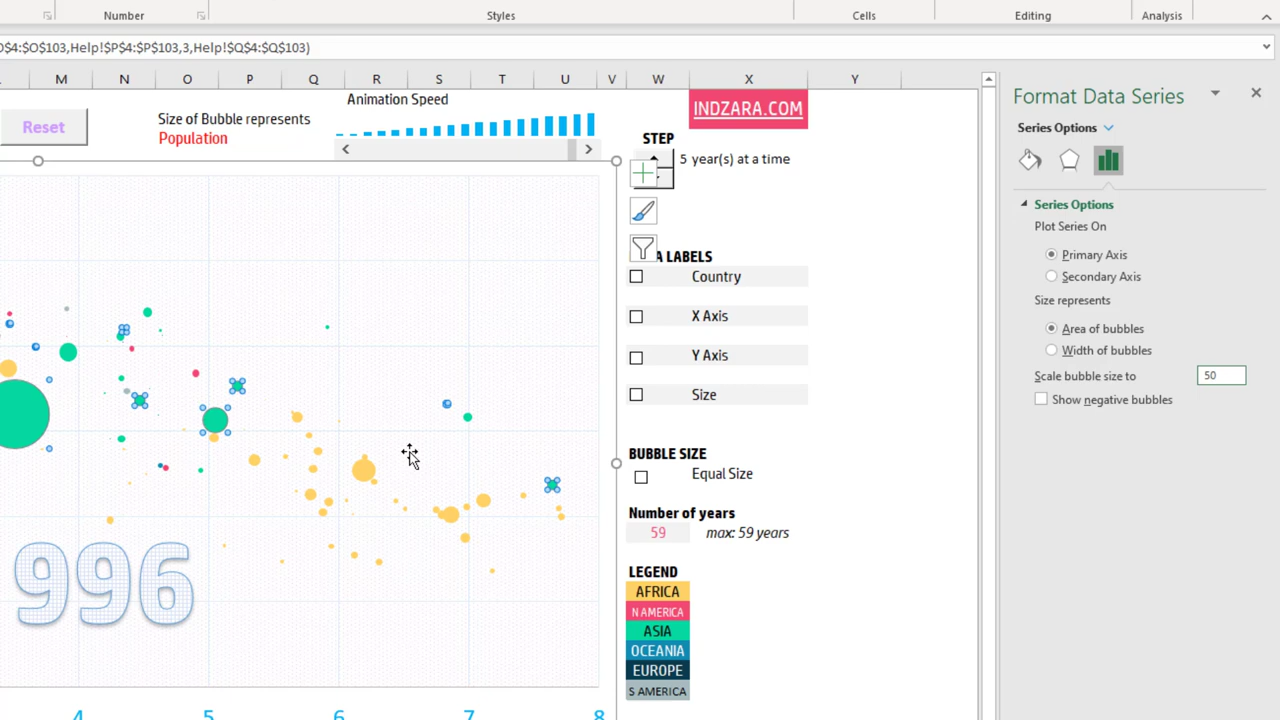 Number
Styles
Cells
Editing
Analysis
$4:$O$103,Help!$P$4:$P$103,3,Help!$Q$4:$Q$103)
M N O P Q R S T U V W X Y
Animation Speed
Reset
Size of Bubble represents
Population
INDZARA.COM
STEP
5 year(s) at a time
A LABELS
Country
X Axis
Y Axis
Size
BUBBLE SIZE
Equal Size
Number of years
59
max: 59 years
LEGEND
AFRICA
N AMERICA
ASIA
OCEANIA
EUROPE
S AMERICA
996
4 5 6 7 8
Format Data Series
Series Options
Series Options
Plot Series On
Primary Axis
Secondary Axis
Size represents
Area of bubbles
Width of bubbles
Scale bubble size to
50
Show negative bubbles